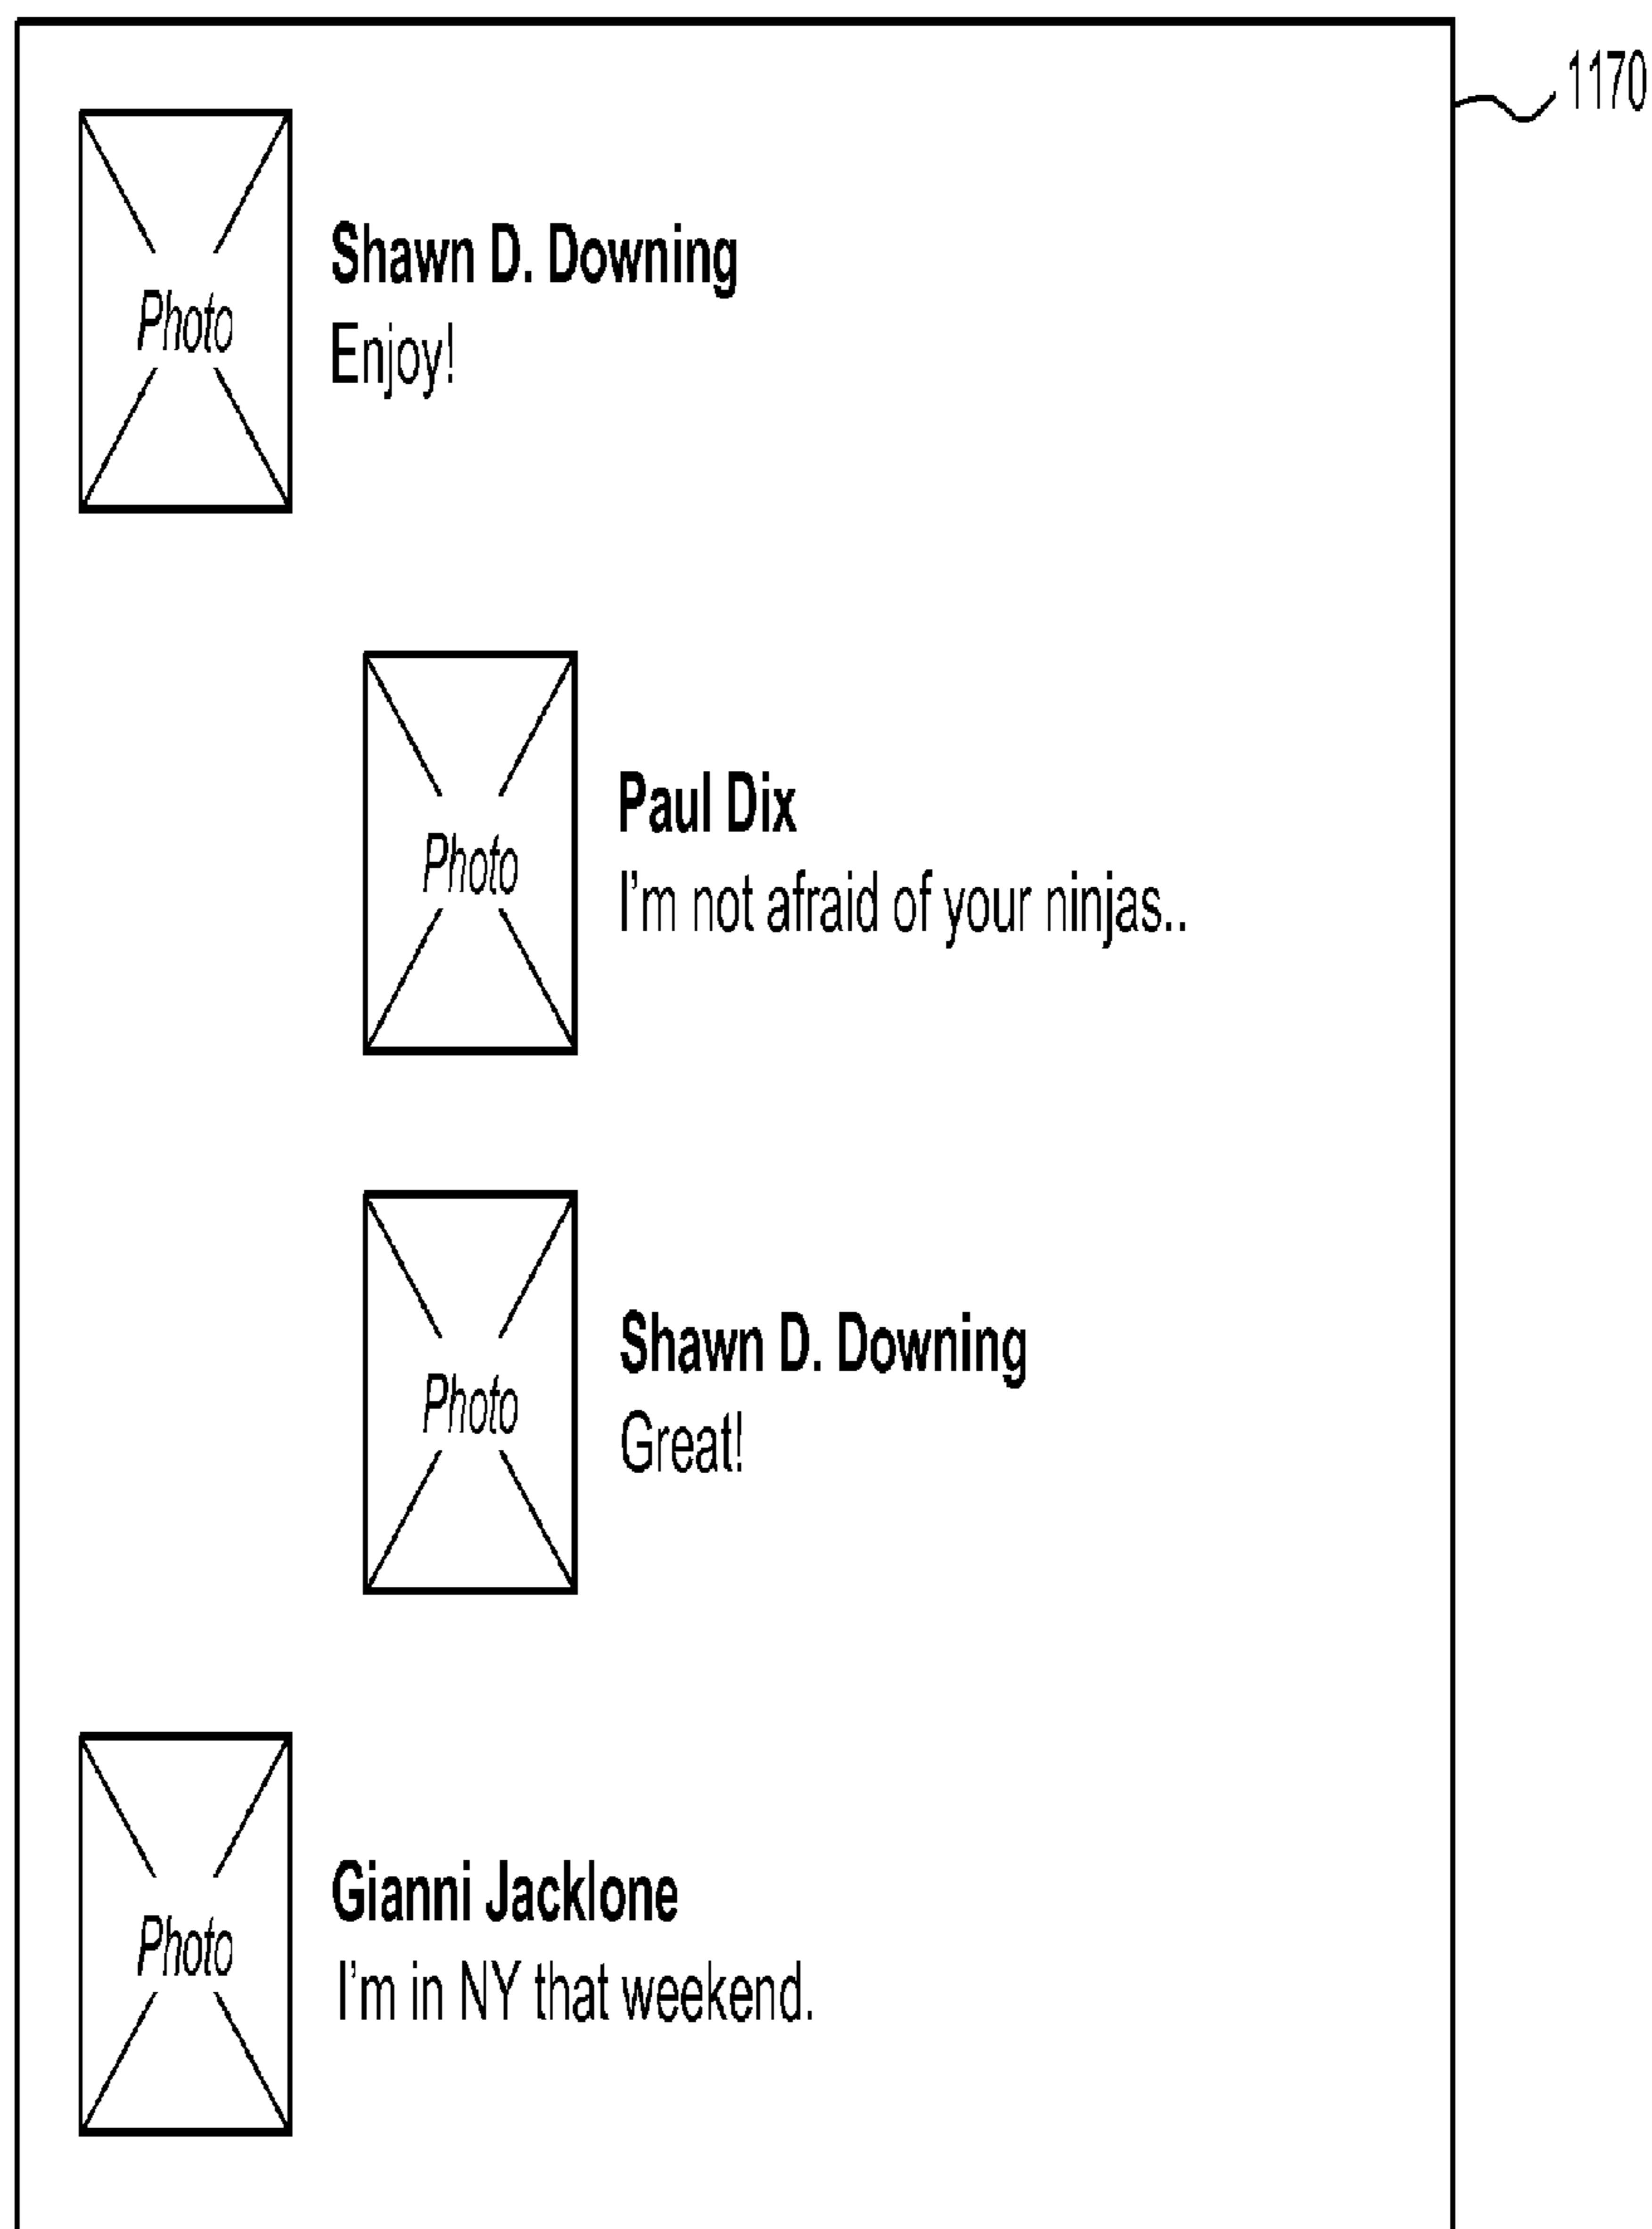 1170
Photo
Shawn D. Downing
Enjoy!
Photo
Paul Dix
I'm not afraid of your ninjas..
Photo
Shawn D. Downing
Great!
Photo
Gianni Jacklone
I'm in NY that weekend.